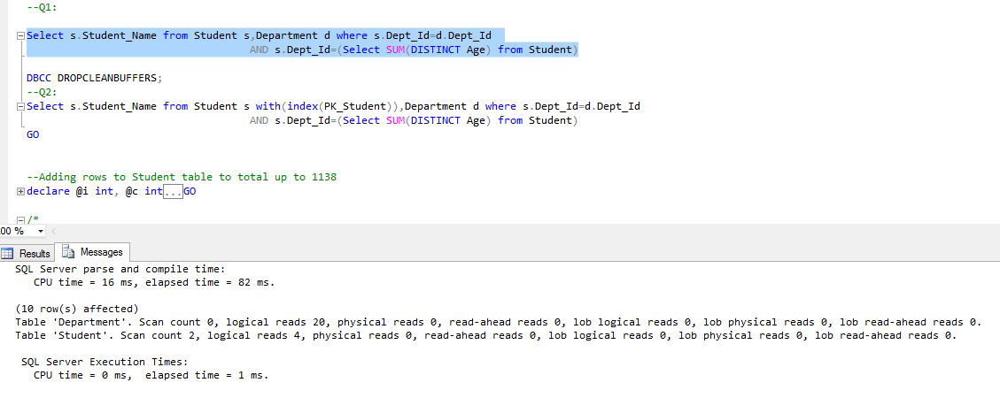 --Q1:
Select s.Student_Name from Student s,Department d where s.Dept_Id=d.Dept_Id
AND s.Dept_Id=(Select SUM(DISTINCT Age) from Student)
DBCC DROPCLEANBUFFERS;
--Q2:
Select s.Student_Name from Student s with(index(PK_Student)),Department d where s.Dept_Id=d.Dept_Id
AND s.Dept_Id=(Select SUM(DISTINCT Age) from Student)
GO
--Adding rows to Student table to total up to 1138
declare @i int, @c int...GO
/*
00 %
Results Messages
SQL Server parse and compile time:
CPU time = 16 ms, elapsed time = 82 ms.
(10 row(s) affected)
Table 'Department'. Scan count 0, logical reads 20, physical reads 0, read-ahead reads 0, lob logical reads 0, lob physical reads 0, lob read-ahead reads 0.
Table 'Student'. Scan count 2, logical reads 4, physical reads 0, read-ahead reads 0, lob logical reads 0, lob physical reads 0, lob read-ahead reads 0.
SQL Server Execution Times:
CPU time = 0 ms,  elapsed time = 1 ms.